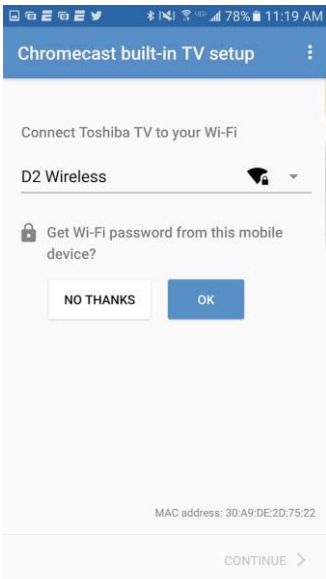 78% 11:19 AM
Chromecast built-in TV setup
Connect Toshiba TV to your Wi-Fi
D2 Wireless
Get Wi-Fi password from this mobile
device?
NO THANKS OK
MAC address: 30:A9:DE:2D:75:22
CONTINUE